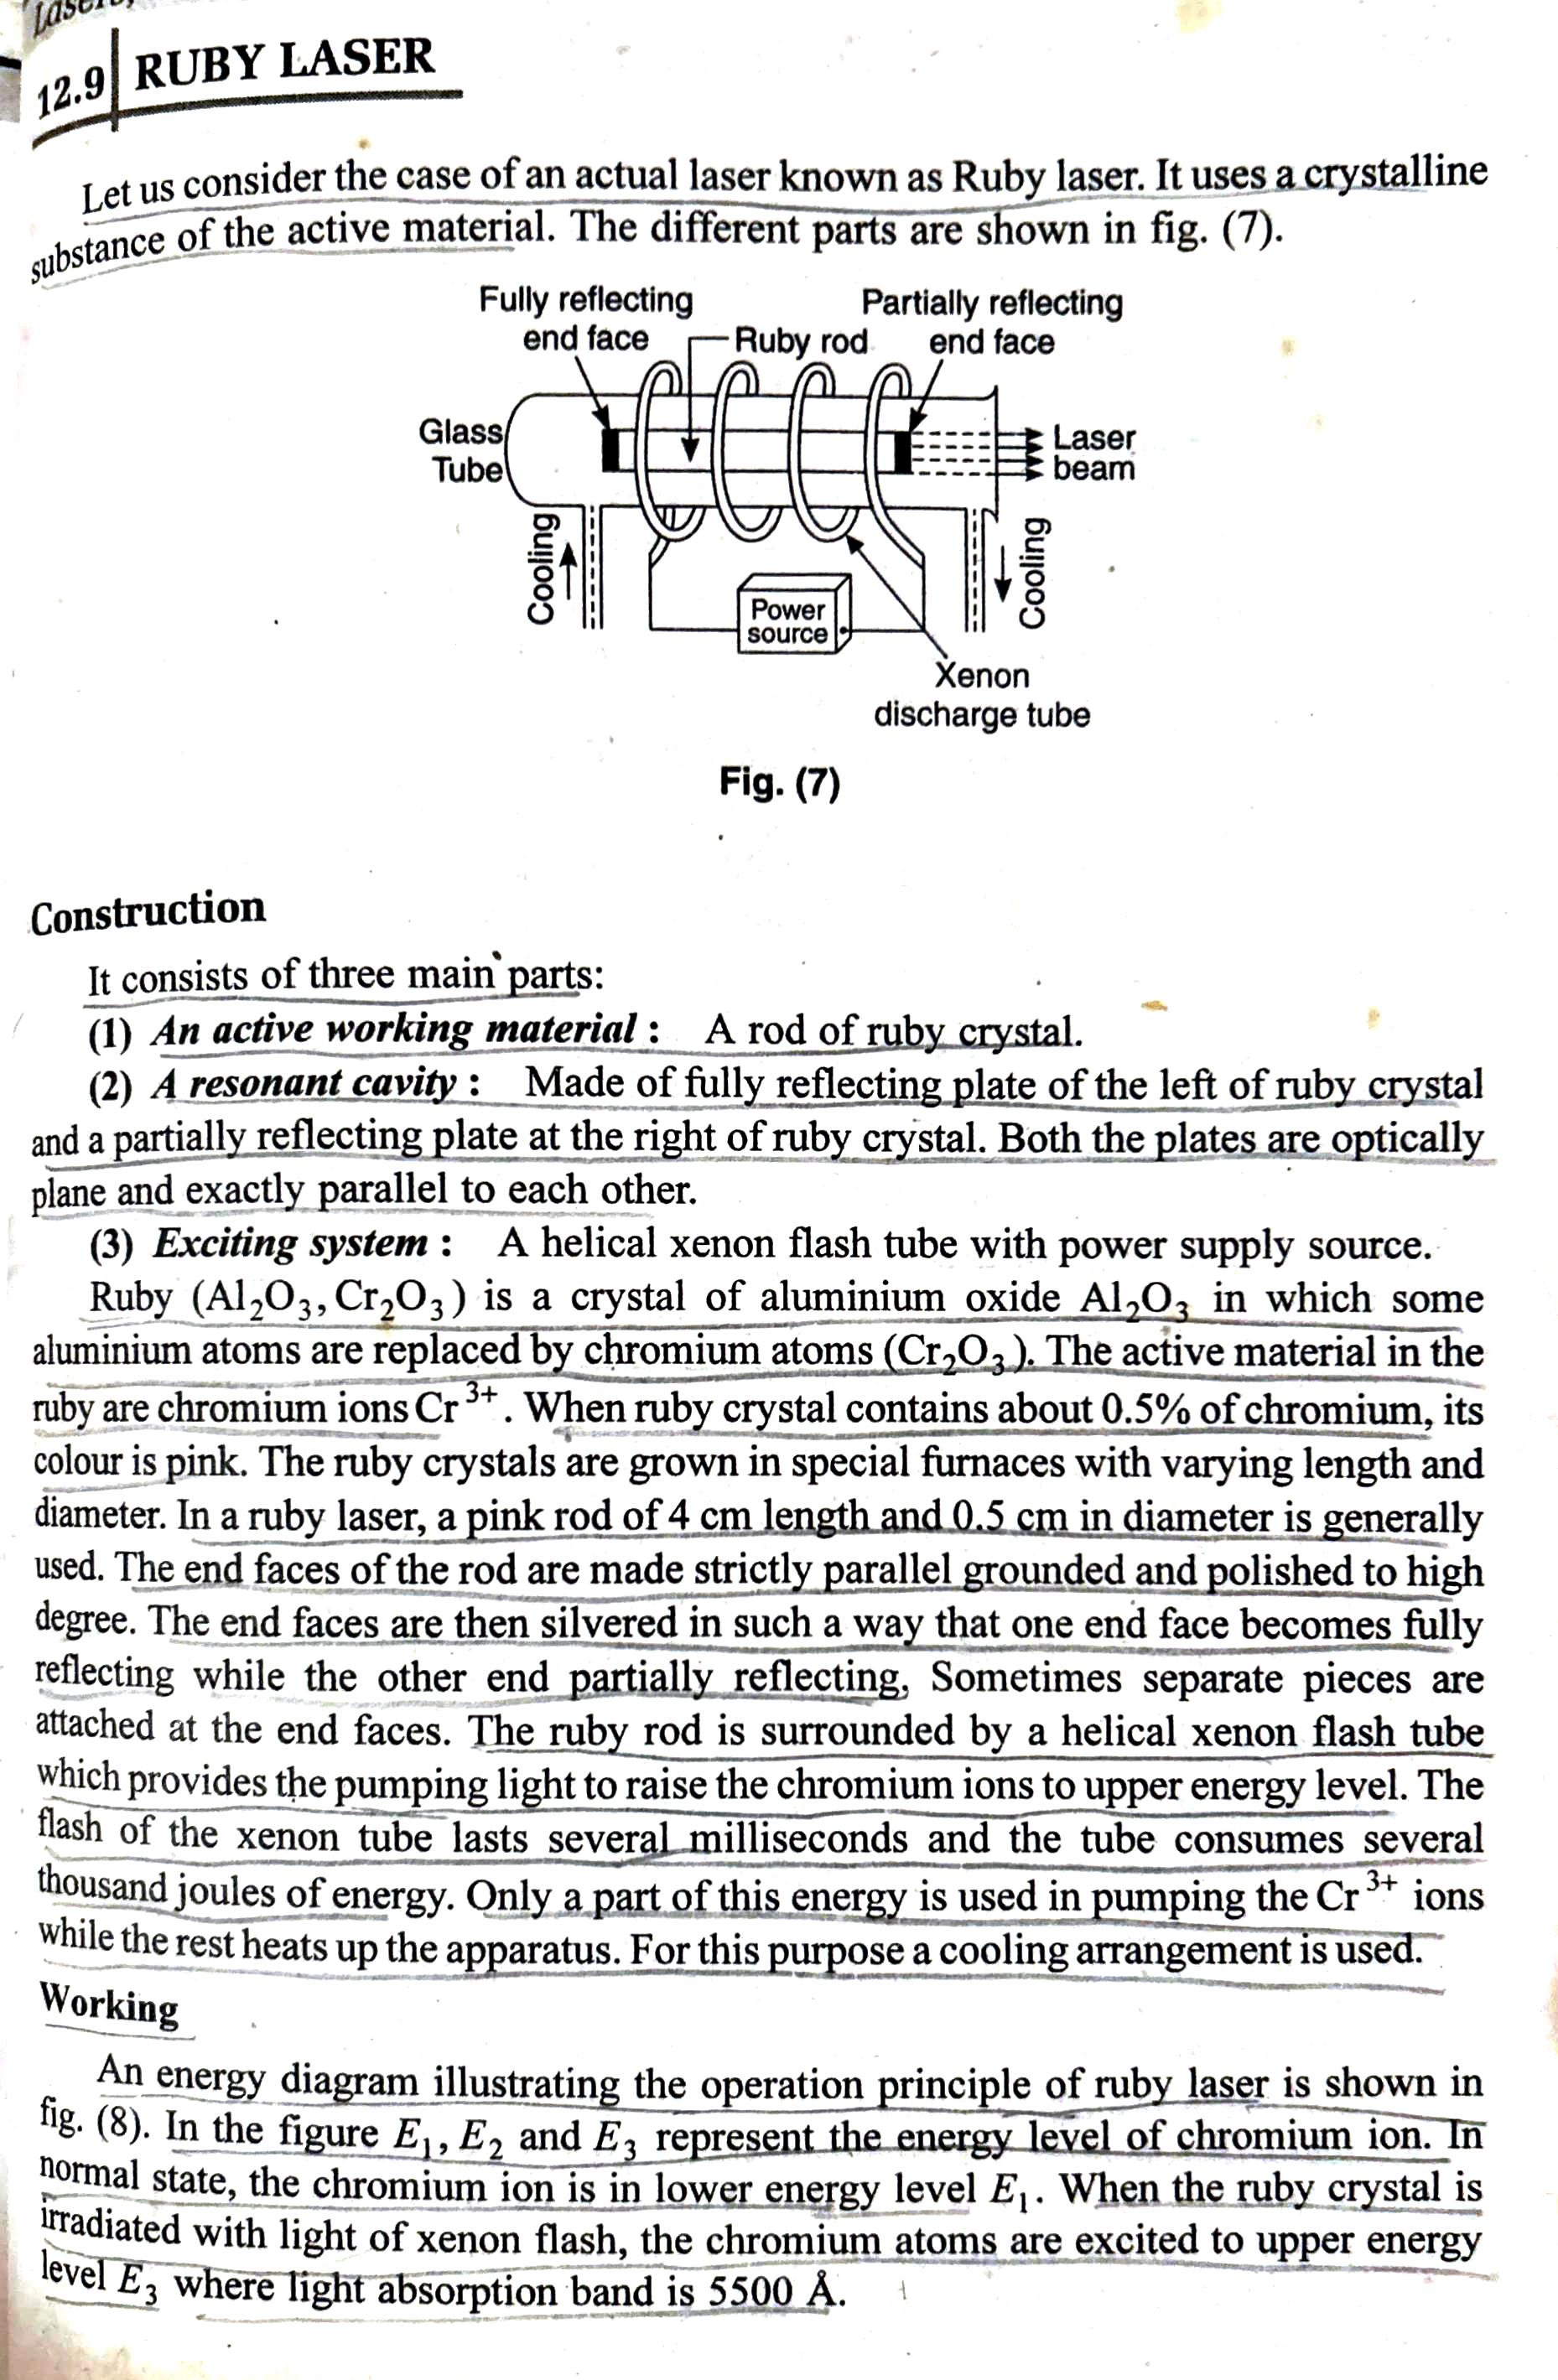 Lasers,
12.9 RUBY LASER
Let us consider the case of an actual laser known as Ruby laser. It uses a crystalline
substance of the active material. The different parts are shown in fig. (7).
Fully reflecting
end face
Ruby rod
Partially reflecting
end face
Glass
Tube
Laser
beam
Cooling
Cooling
Power
source
Xenon
discharge tube
Fig. (7)
Construction
It consists of three main parts:
(1) An active working material : A rod of ruby crystal.
(2) A resonant cavity : Made of fully reflecting plate of the left of ruby crystal
and a partially reflecting plate at the right of ruby crystal. Both the plates are optically
plane and exactly parallel to each other.
(3) Exciting system : A helical xenon flash tube with power supply source.
Ruby (Al₂O₃, Cr₂O₃) is a crystal of aluminium oxide Al₂O₃ in which some
aluminium atoms are replaced by chromium atoms (Cr₂O₃). The active material in the
ruby are chromium ions Cr³⁺. When ruby crystal contains about 0.5% of chromium, its
colour is pink. The ruby crystals are grown in special furnaces with varying length and
diameter. In a ruby laser, a pink rod of 4 cm length and 0.5 cm in diameter is generally
used. The end faces of the rod are made strictly parallel grounded and polished to high
degree. The end faces are then silvered in such a way that one end face becomes fully
reflecting while the other end partially reflecting. Sometimes separate pieces are
attached at the end faces. The ruby rod is surrounded by a helical xenon flash tube
which provides the pumping light to raise the chromium ions to upper energy level. The
flash of the xenon tube lasts several milliseconds and the tube consumes several
thousand joules of energy. Only a part of this energy is used in pumping the Cr³⁺ ions
while the rest heats up the apparatus. For this purpose a cooling arrangement is used.
Working
An energy diagram illustrating the operation principle of ruby laser is shown in
fig. (8). In the figure E₁, E₂ and E₃ represent the energy level of chromium ion. In
normal state, the chromium ion is in lower energy level E₁. When the ruby crystal is
irradiated with light of xenon flash, the chromium atoms are excited to upper energy
level E₃ where light absorption band is 5500 Å.